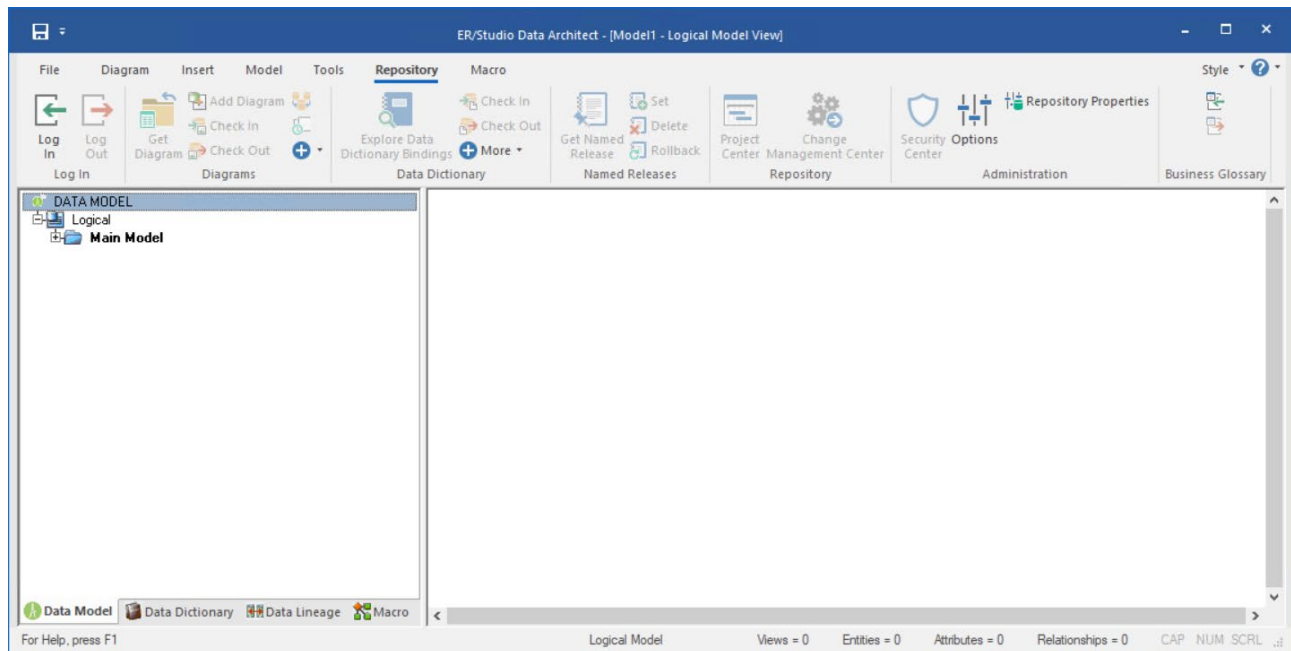 ER/Studio Data Architect - [Model1 - Logical Model View]
File Diagram Insert Model Tools Repository Macro Style
Log In
Log Out
Log In
Get Diagram
Add Diagram
Check In
Check Out
Diagrams
Explore Data Dictionary Bindings
Check In
Check Out
More
Data Dictionary
Get Named Release
Set
Delete
Rollback
Named Releases
Project Center
Change Management Center
Repository
Security Center
Options
Repository Properties
Administration
Business Glossary
DATA MODEL
Logical
Main Model
Data Model Data Dictionary Data Lineage Macro
For Help, press F1 Logical Model Views = 0 Entities = 0 Attributes = 0 Relationships = 0 CAP NUM SCRL